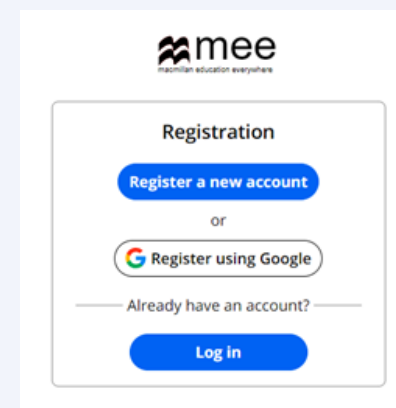 mee
macmillan education everywhere
Registration
Register a new account
or
Register using Google
Already have an account?
Log in